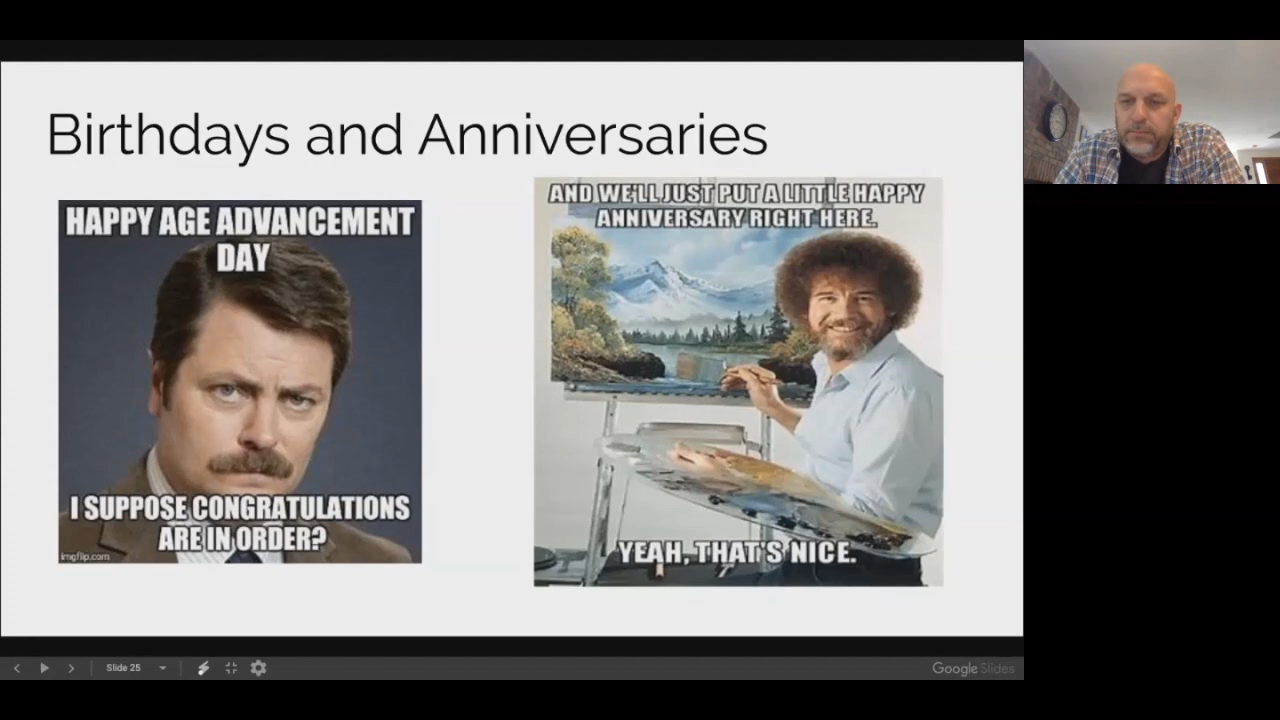 Birthdays and Anniversaries
HAPPY AGE ADVANCEMENT
DAY
I SUPPOSE CONGRATULATIONS
ARE IN ORDER?
imgflip.com
AND WE'LL JUST PUT A LITTLE HAPPY
ANNIVERSARY RIGHT HERE.
YEAH, THAT'S NICE.
Slide 25
Google Slides